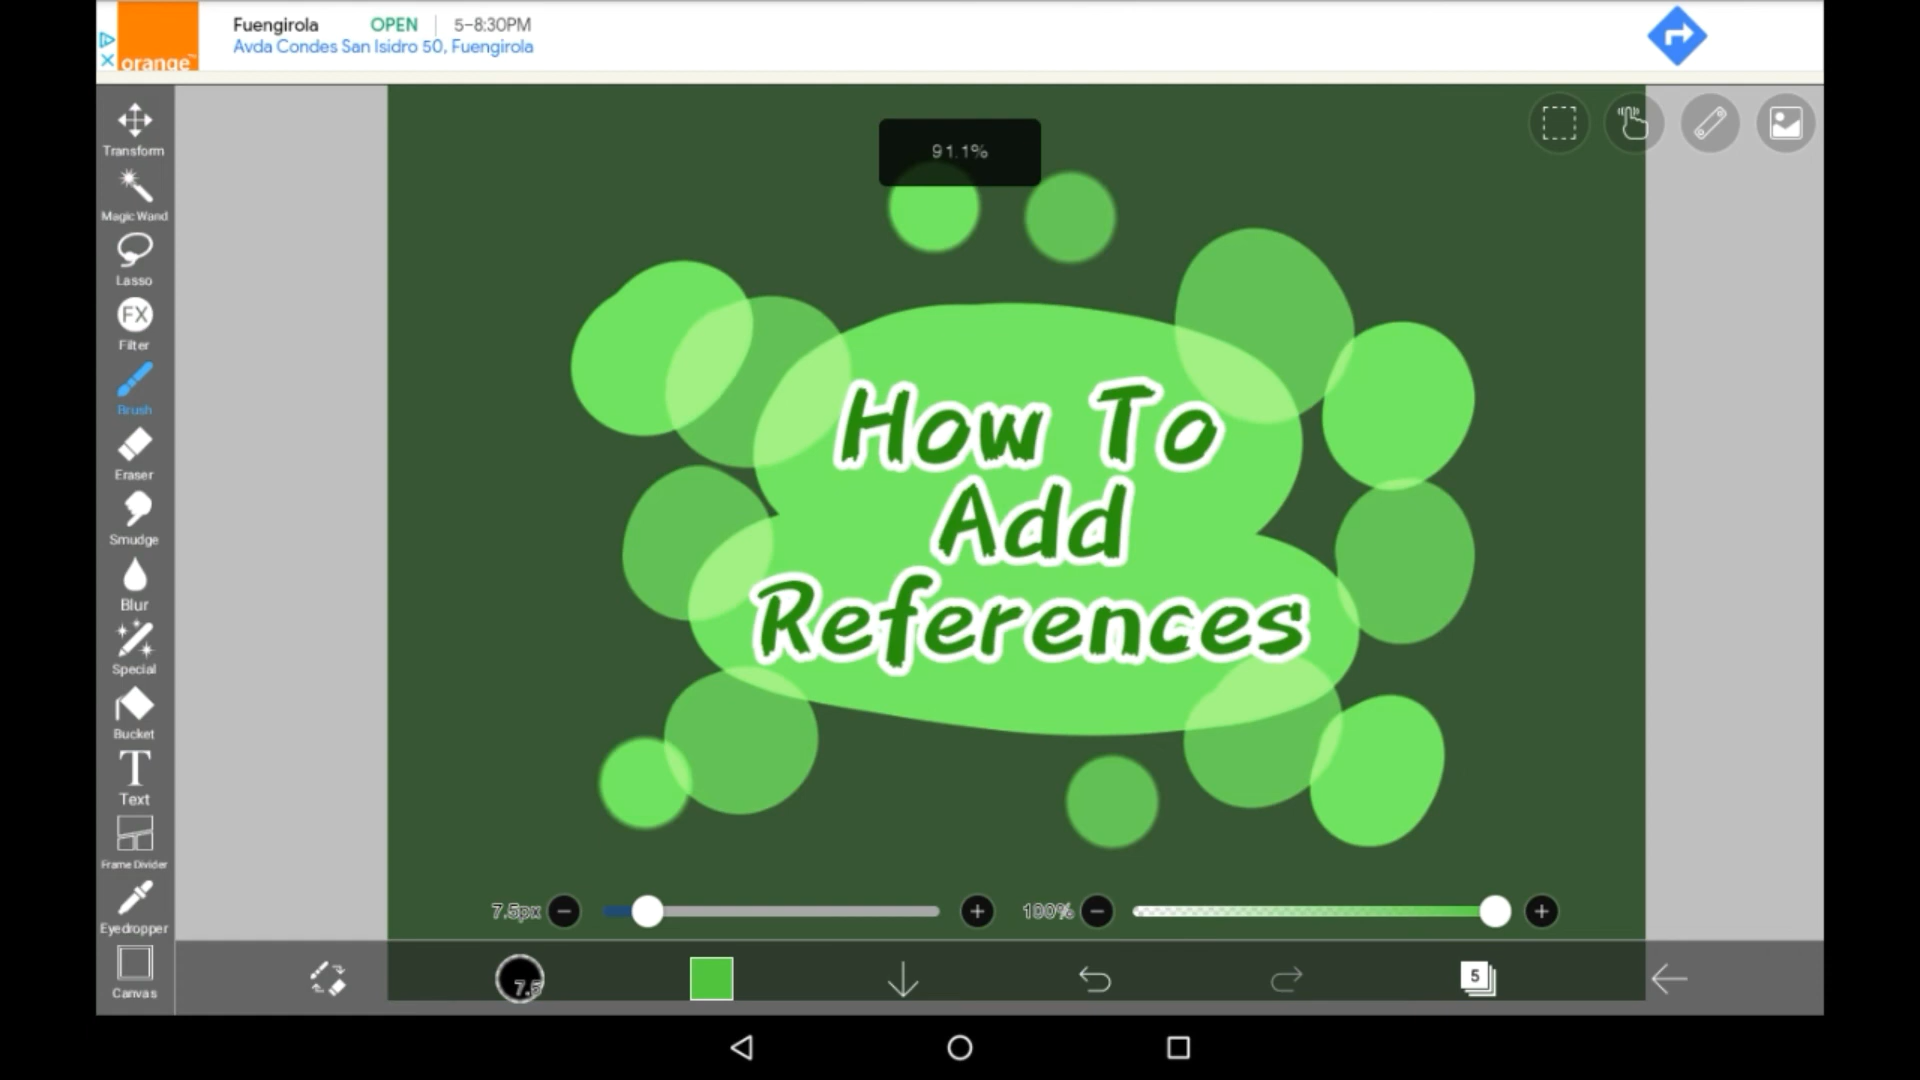 orange™
Fuengirola OPEN 5–8:30PM
Avda Condes San Isidro 50, Fuengirola
91.1%
Transform
Magic Wand
Lasso
FX
Filter
Brush
Eraser
Smudge
Blur
Special
Bucket
T
Text
Frame Divider
Eyedropper
Canvas
How To
Add
References
7.5px
100%
7.5
5